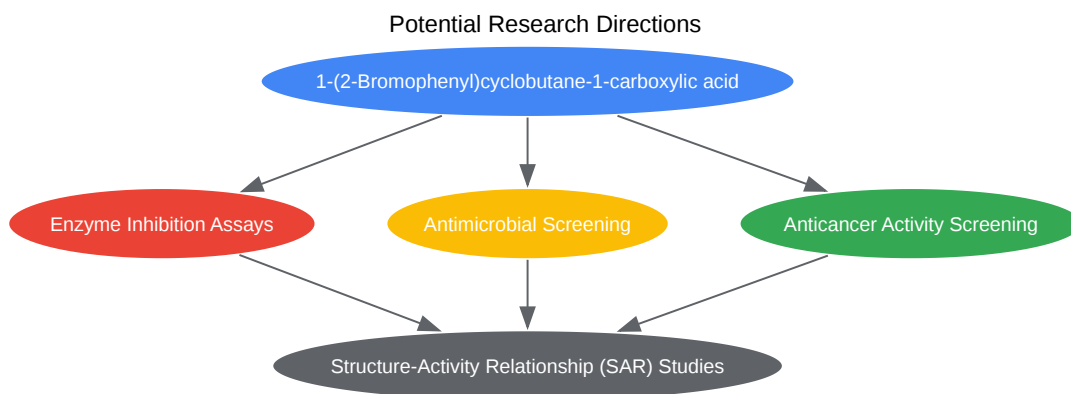 Potential Research Directions
1-(2-Bromophenyl)cyclobutane-1-carboxylic acid
Enzyme Inhibition Assays
Antimicrobial Screening
Anticancer Activity Screening
Structure-Activity Relationship (SAR) Studies